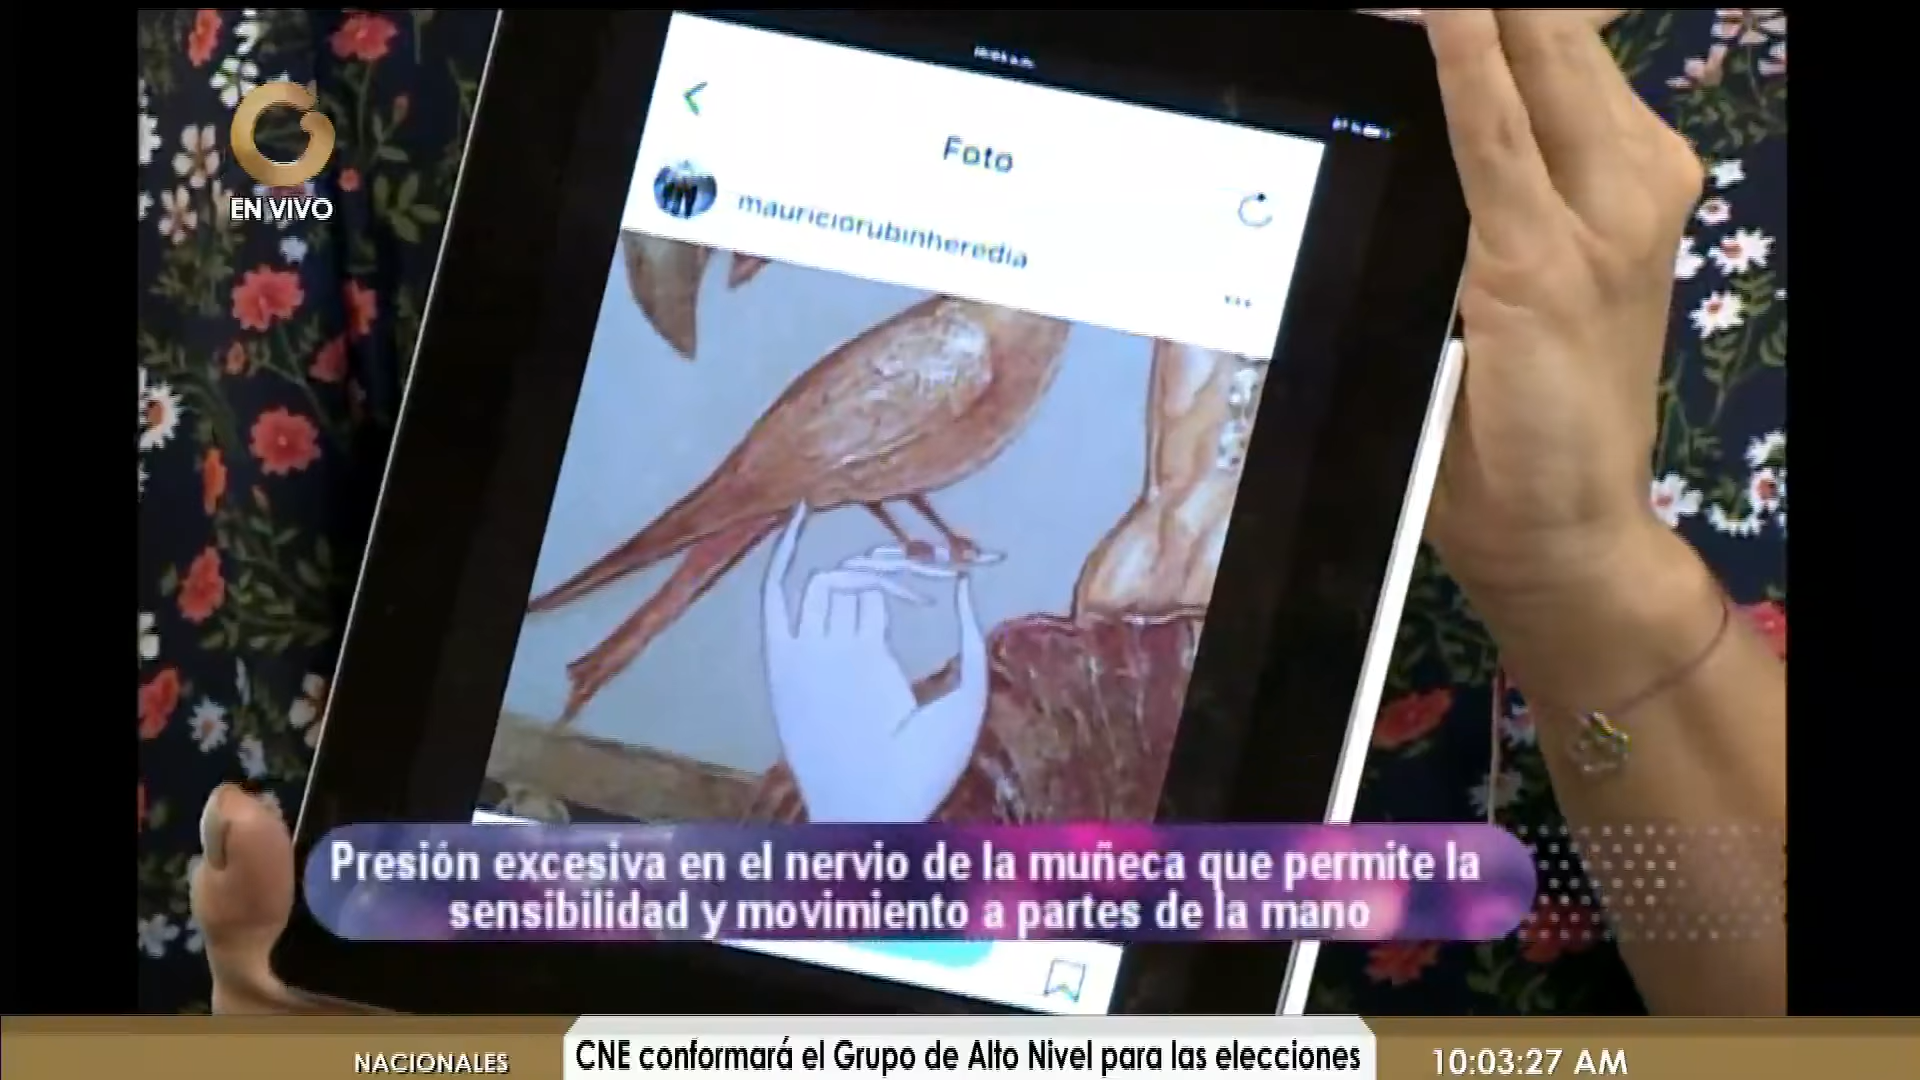 EN VIVO
Foto
mauriciorubinheredia
Presión excesiva en el nervio de la muñeca que permite la
sensibilidad y movimiento a partes de la mano
NACIONALES
CNE conformará el Grupo de Alto Nivel para las elecciones
10:03:27 AM